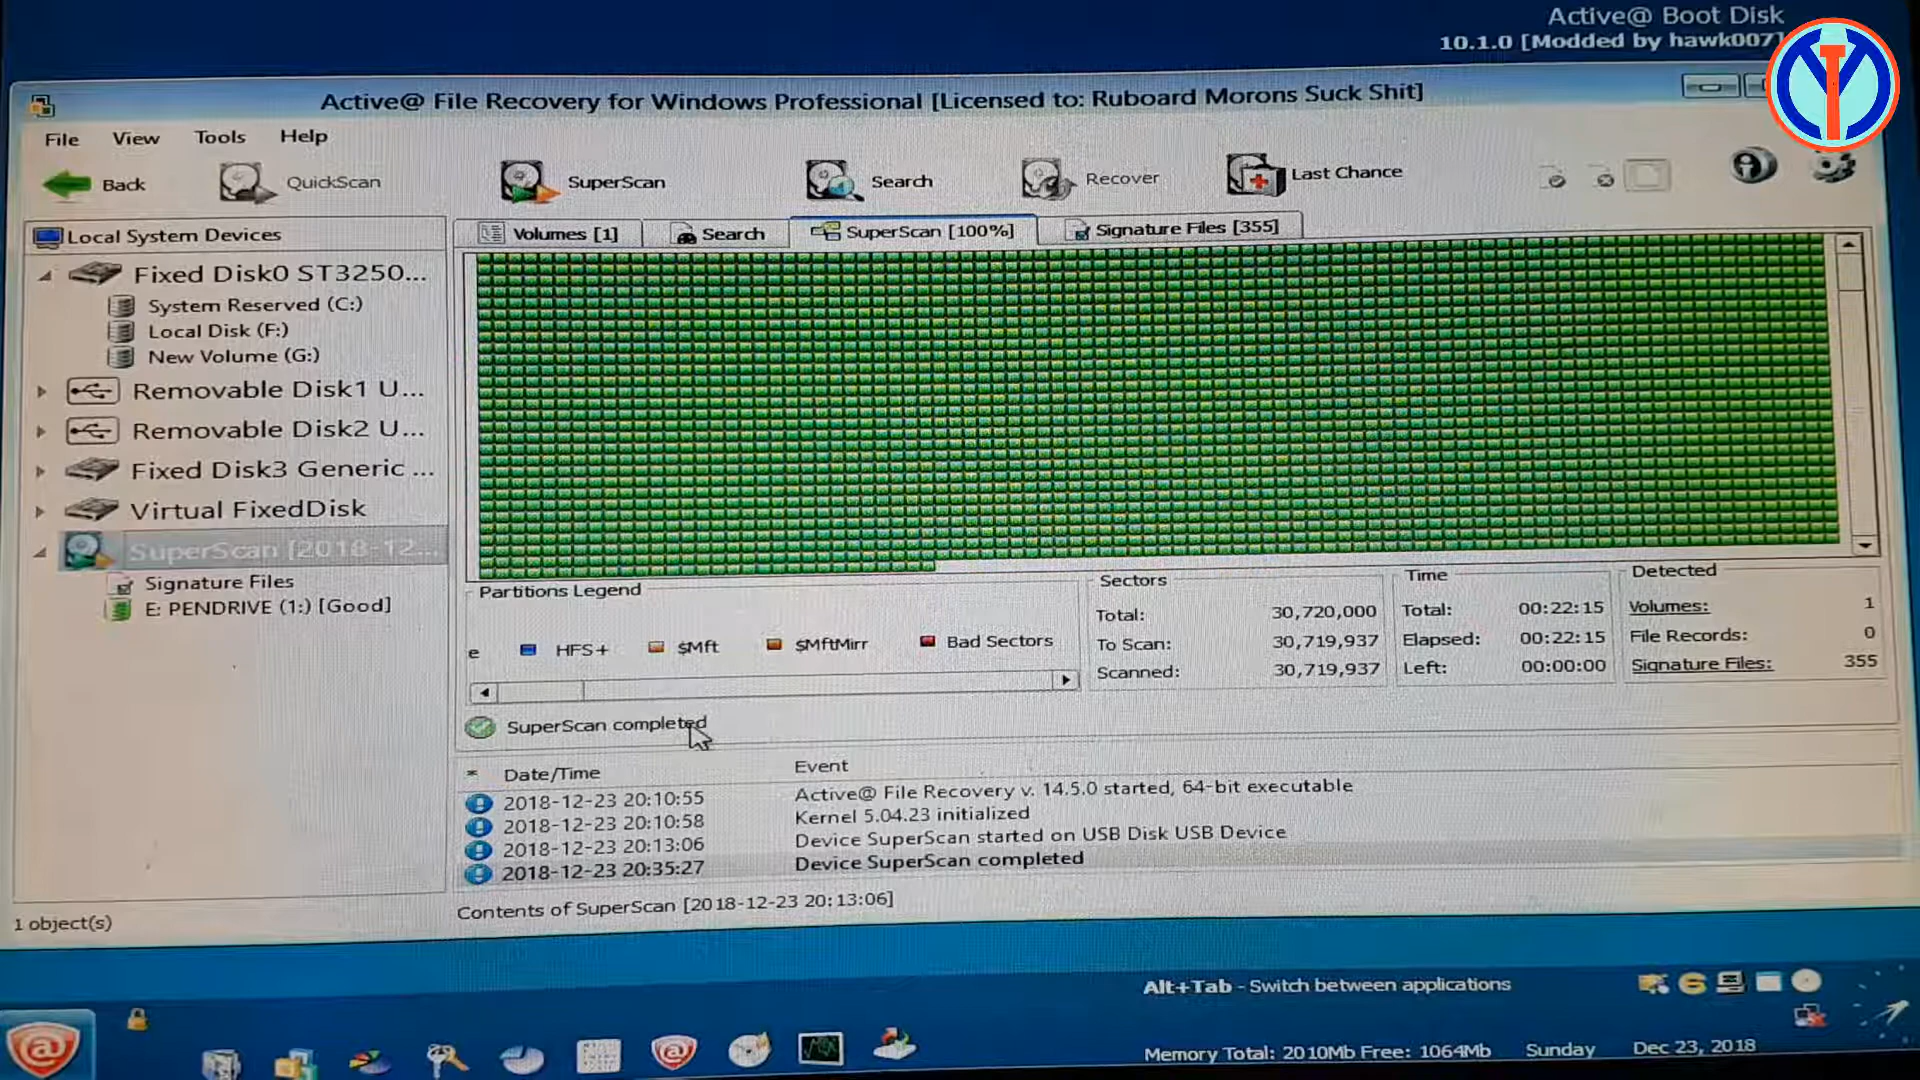 Active@ Boot Disk
10.1.0 [Modded by hawk007]
Active@ File Recovery for Windows Professional [Licensed to: Ruboard Morons Suck Shit]
File View Tools Help
Back QuickScan SuperScan Search Recover Last Chance
Local System Devices
Volumes [1] Search SuperScan [100%] Signature Files [355]
Fixed Disk0 ST3250...
System Reserved (C:)
Local Disk (F:)
New Volume (G:)
Removable Disk1 U...
Removable Disk2 U...
Fixed Disk3 Generic ...
Virtual FixedDisk
SuperScan [2018-12...
Signature Files
E: PENDRIVE (1:) [Good]
Partitions Legend
e HFS+ $Mft $MftMirr Bad Sectors
Sectors
Total: 30,720,000
To Scan: 30,719,937
Scanned: 30,719,937
Time
Total: 00:22:15
Elapsed: 00:22:15
Left: 00:00:00
Detected
Volumes: 1
File Records: 0
Signature Files: 355
SuperScan completed
* Date/Time Event
2018-12-23 20:10:55 Active@ File Recovery v. 14.5.0 started, 64-bit executable
2018-12-23 20:10:58 Kernel 5.04.23 initialized
2018-12-23 20:13:06 Device SuperScan started on USB Disk USB Device
2018-12-23 20:35:27 Device SuperScan completed
Contents of SuperScan [2018-12-23 20:13:06]
1 object(s)
Alt+Tab - Switch between applications
Memory Total: 2010Mb Free: 1064Mb Sunday Dec 23, 2018